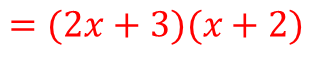 = (2x + 3)(x + 2)